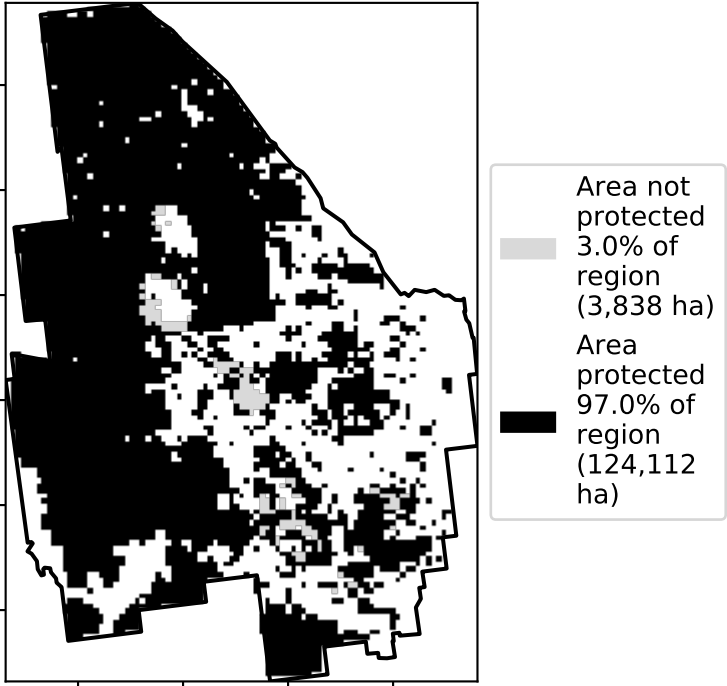 Area not
protected
3.0% of
region
(3,838 ha)
Area
protected
97.0% of
region
(124,112
ha)